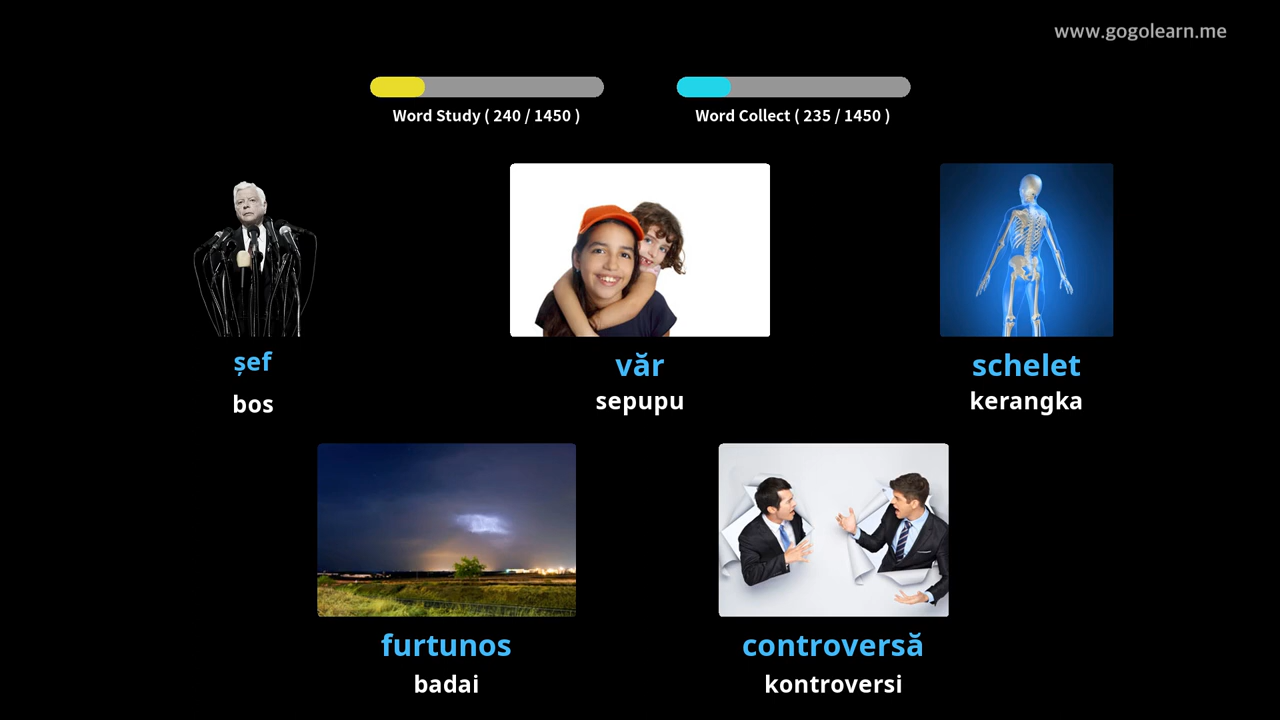 www.gogolearn.me
Word Study ( 240 / 1450 )
Word Collect ( 235 / 1450 )
șef
bos
văr
sepupu
schelet
kerangka
furtunos
badai
controversă
kontroversi